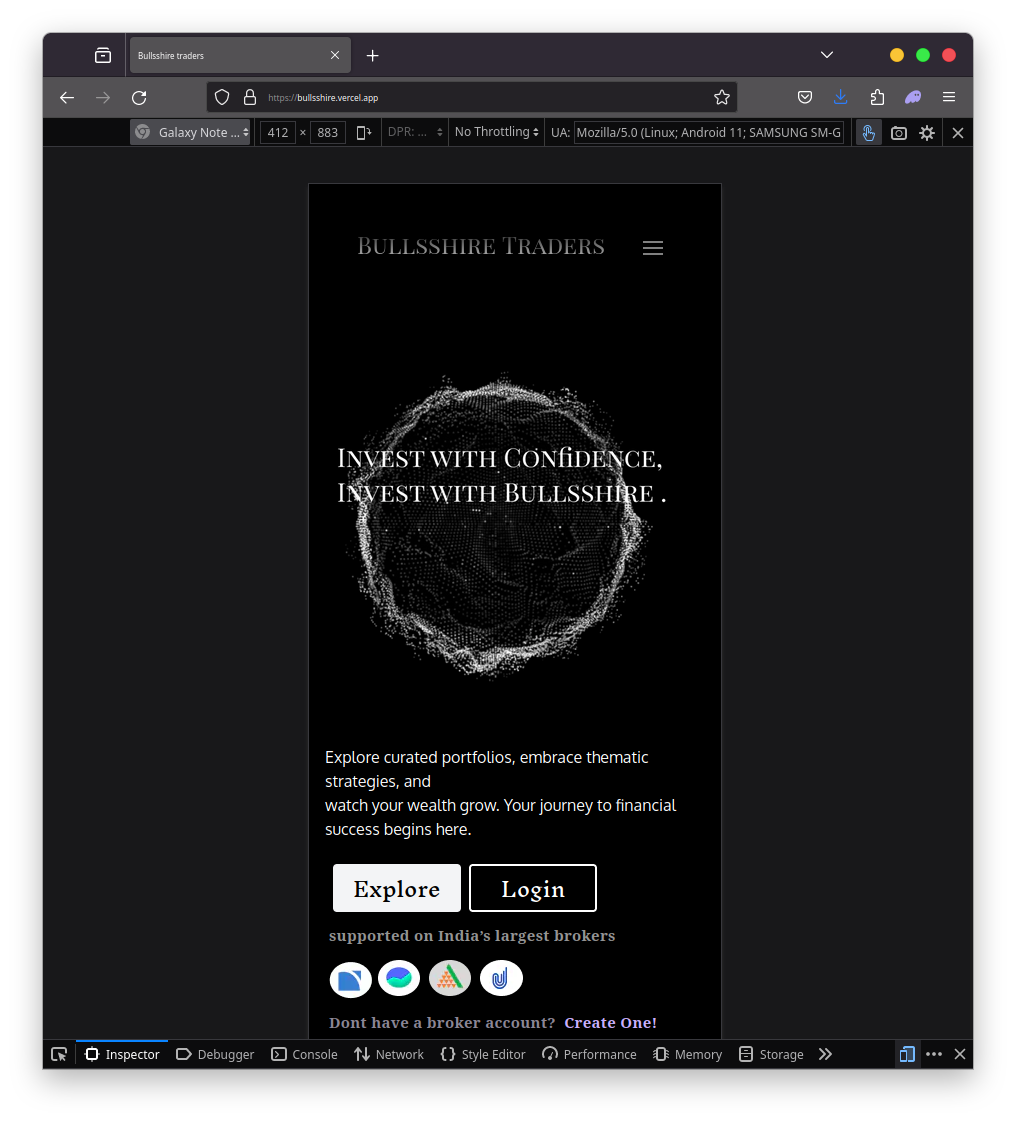 Bullsshire traders
https://bullsshire.vercel.app
Galaxy Note ...
412 × 883
DPR: ...
No Throttling
UA: Mozilla/5.0 (Linux; Android 11; SAMSUNG SM-G
Bullsshire Traders
Invest with Confidence,
Invest with Bullsshire .
Explore curated portfolios, embrace thematic
strategies, and
watch your wealth grow. Your journey to financial
success begins here.
Explore
Login
supported on India’s largest brokers
Dont have a broker account? Create One!
Inspector
Debugger
Console
Network
Style Editor
Performance
Memory
Storage